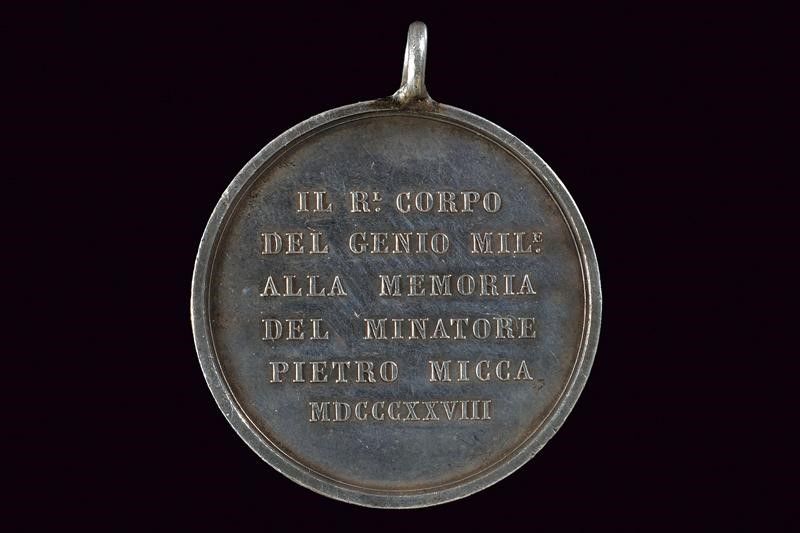 IL R.L CORPO
DEL GENIO MIL.E
ALLA MEMORIA
DEL MINATORE
PIETRO MICCA
MDCCCXXVIII